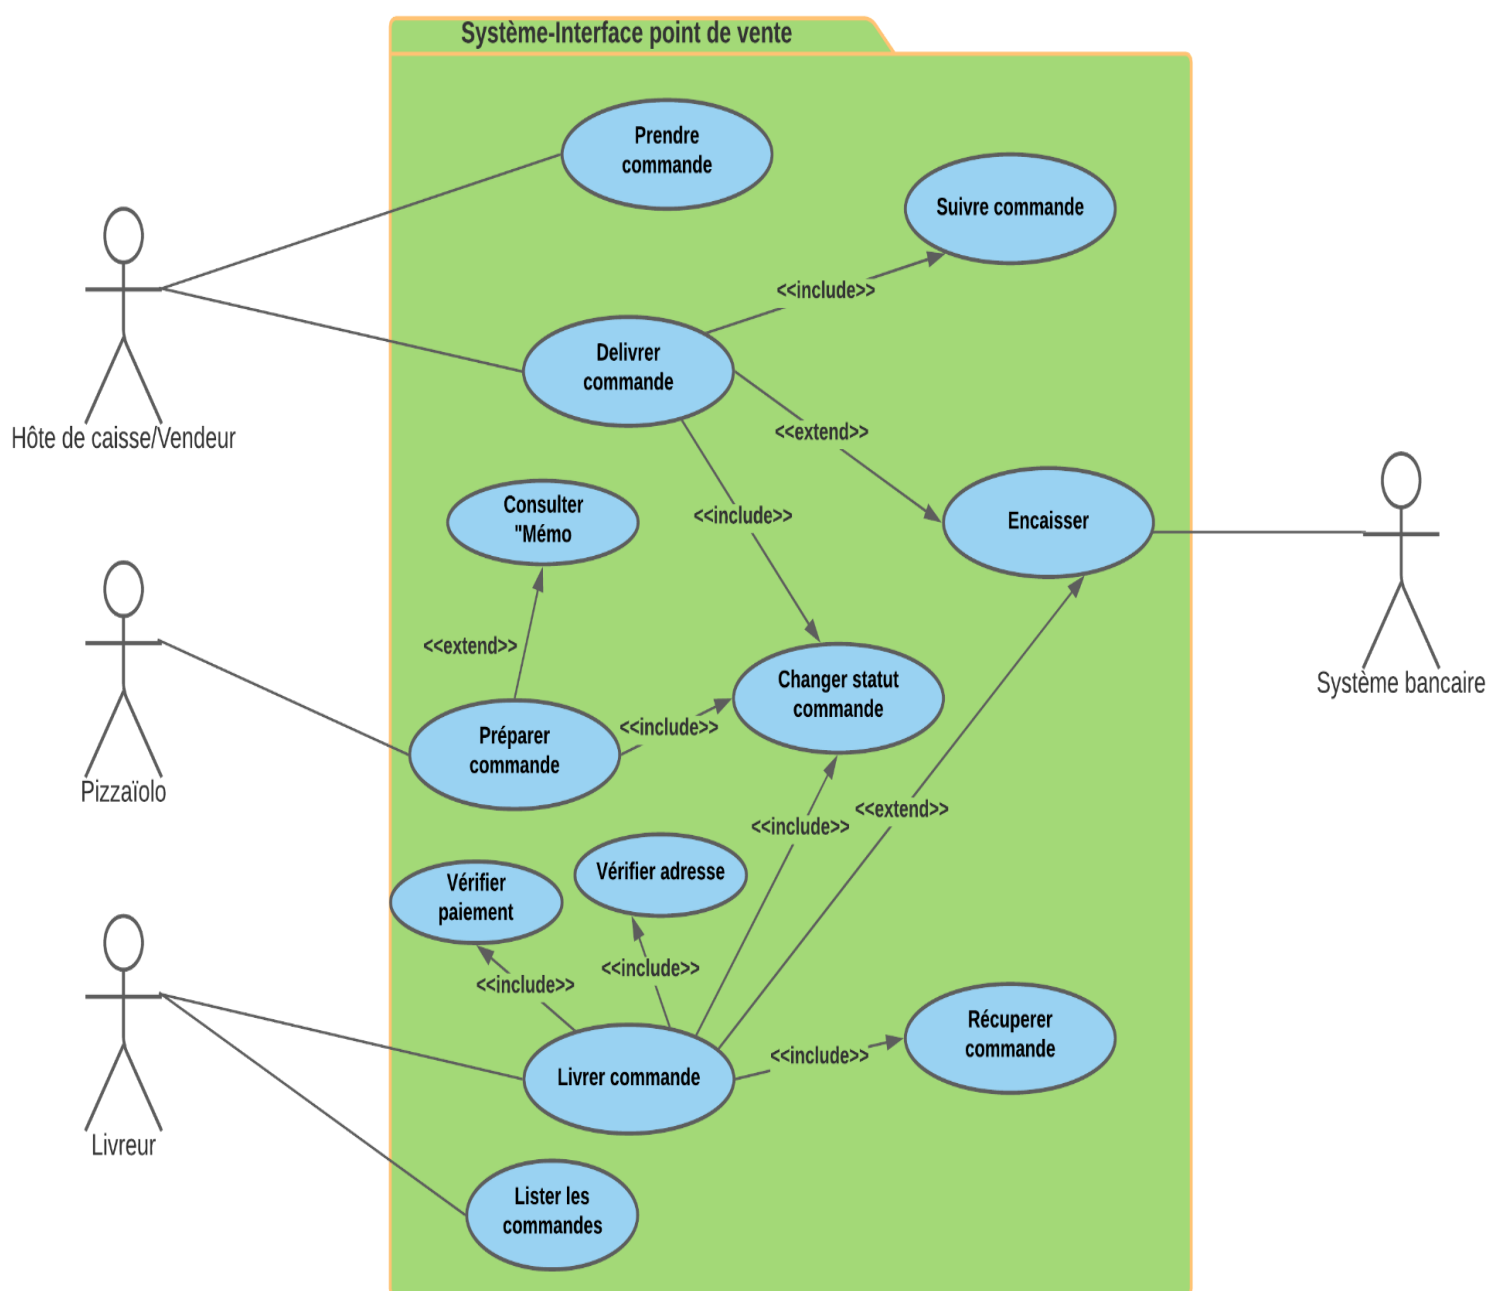 Système-Interface point de vente
Prendre
commande
Suivre commande
<<include>>
Delivrer
commande
<<extend>>
Hôte de caisse/Vendeur
Consulter
"Mémo
<<include>>
Encaisser
<<extend>>
Système bancaire
Changer statut
commande
<<include>>
Préparer
commande
Pizzaïolo
<<extend>>
<<include>>
Vérifier adresse
Vérifier
paiement
<<include>>
<<include>>
Récuperer
commande
<<include>>
Livrer commande
Livreur
Lister les
commandes